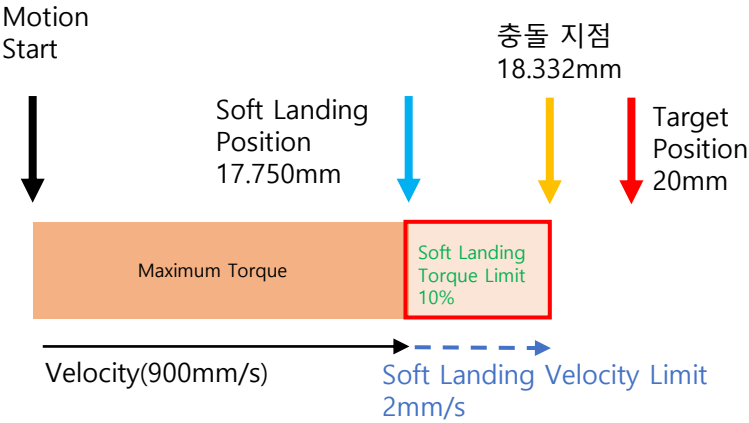 Motion
Start
충돌 지점
18.332mm
Soft Landing
Position
17.750mm
Target
Position
20mm
Maximum Torque
Soft Landing
Torque Limit
10%
Velocity(900mm/s)
Soft Landing Velocity Limit
2mm/s